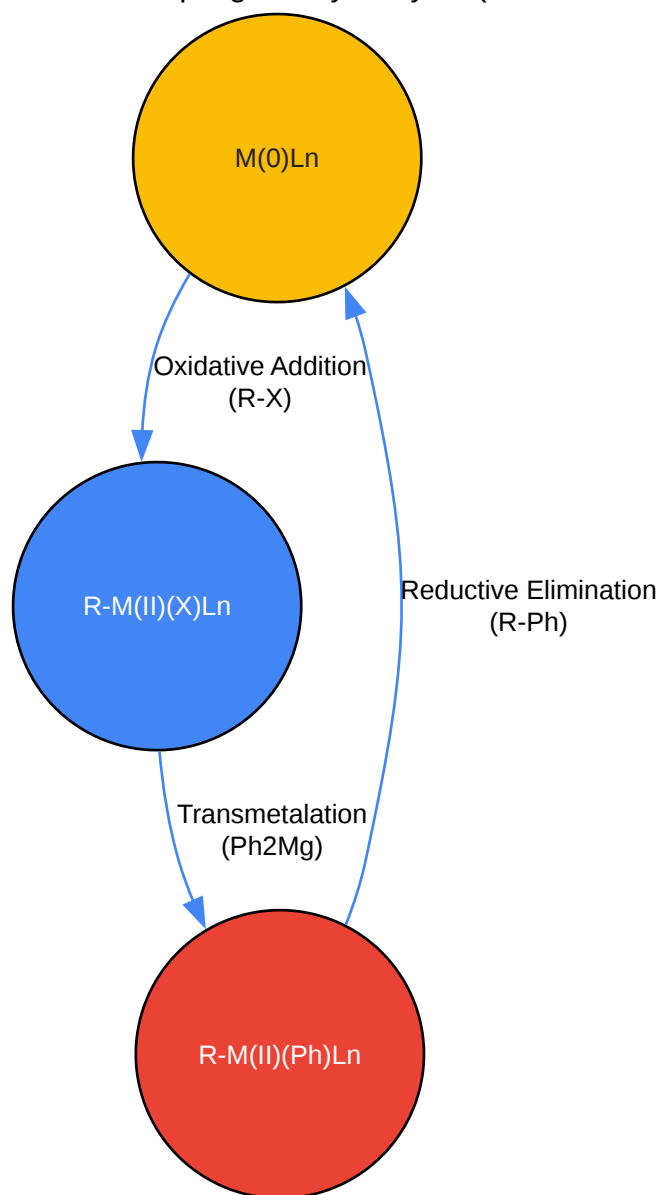 M(0)Ln
Oxidative Addition
(R-X)
R-M(II)(X)Ln
Reductive Elimination
(R-Ph)
Transmetalation
(Ph2Mg)
R-M(II)(Ph)Ln